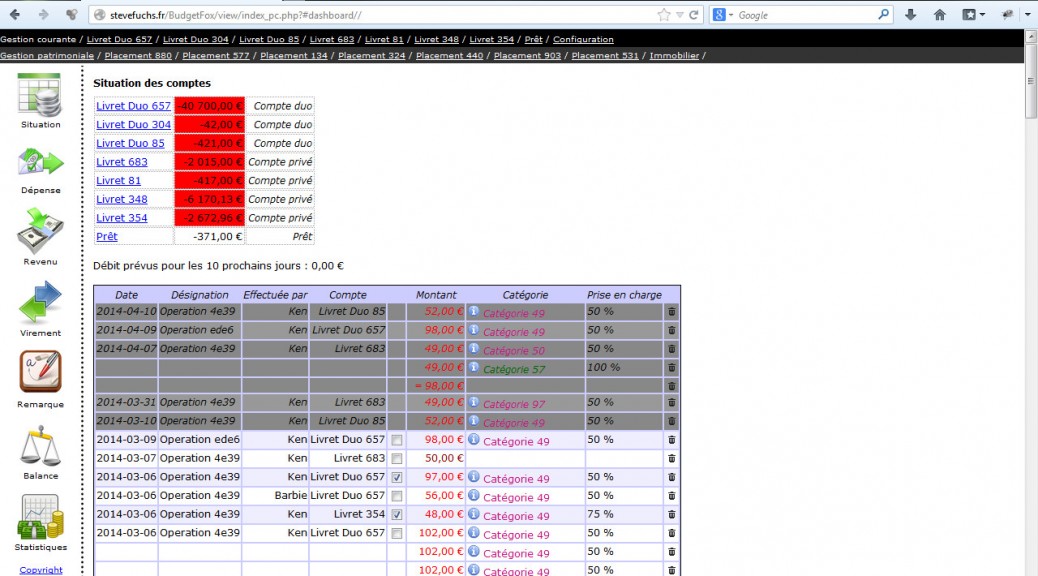 stevefuchs.fr/BudgetFox/view/index_pc.php?#dashboard//
Google
Gestion courante / Livret Duo 657 / Livret Duo 304 / Livret Duo 85 / Livret 683 / Livret 81 / Livret 348 / Livret 354 / Prêt / Configuration
Gestion patrimoniale / Placement 880 / Placement 577 / Placement 134 / Placement 324 / Placement 440 / Placement 903 / Placement 531 / Immobilier /
Situation
Dépense
Revenu
Virement
Remarque
Balance
Statistiques
Copyright
Situation des comptes
Livret Duo 657 -40 700,00 € Compte duo
Livret Duo 304 -42,00 € Compte duo
Livret Duo 85 -421,00 € Compte duo
Livret 683 -2 015,00 € Compte privé
Livret 81 -417,00 € Compte privé
Livret 348 -6 170,13 € Compte privé
Livret 354 -2 672,96 € Compte privé
Prêt -371,00 € Prêt
Débit prévus pour les 10 prochains jours : 0,00 €
Date Désignation Effectuée par Compte Montant Catégorie Prise en charge
2014-04-10 Operation 4e39 Ken Livret Duo 85 52,00 € Catégorie 49 50 %
2014-04-09 Operation ede6 Ken Livret Duo 657 98,00 € Catégorie 49 50 %
2014-04-07 Operation 4e39 Ken Livret 683 49,00 € Catégorie 50 50 %
49,00 € Catégorie 57 100 %
= 98,00 €
2014-03-31 Operation 4e39 Ken Livret 683 49,00 € Catégorie 97 50 %
2014-03-10 Operation 4e39 Ken Livret Duo 85 52,00 € Catégorie 49 50 %
2014-03-09 Operation ede6 Ken Livret Duo 657 98,00 € Catégorie 49 50 %
2014-03-07 Operation 4e39 Ken Livret 683 50,00 €
2014-03-06 Operation 4e39 Ken Livret Duo 657 97,00 € Catégorie 49 50 %
2014-03-06 Operation 4e39 Barbie Livret Duo 657 56,00 € Catégorie 49 50 %
2014-03-06 Operation 4e39 Ken Livret 354 48,00 € Catégorie 49 75 %
2014-03-06 Operation 4e39 Ken Livret Duo 657 102,00 € Catégorie 49 50 %
102,00 € Catégorie 49 50 %
102,00 € Catégorie 49 50 %